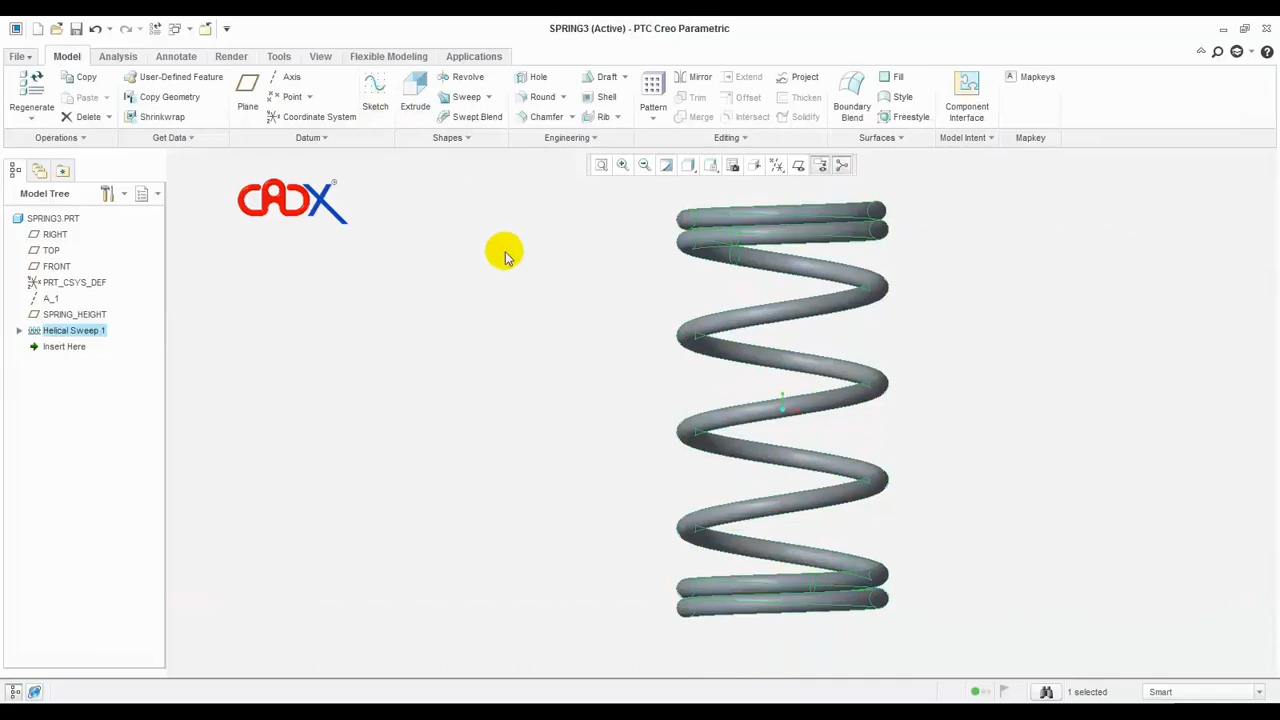 SPRING3 (Active) - PTC Creo Parametric
File Model Analysis Annotate Render Tools View Flexible Modeling Applications
Regenerate
Copy
Paste
Delete
User-Defined Feature
Copy Geometry
Shrinkwrap
Plane
Axis
Point
Coordinate System
Sketch
Extrude
Revolve
Sweep
Swept Blend
Hole
Round
Chamfer
Draft
Shell
Rib
Pattern
Mirror
Trim
Merge
Extend
Offset
Intersect
Project
Thicken
Solidify
Boundary
Blend
Fill
Style
Freestyle
Component
Interface
Mapkeys
Operations Get Data Datum Shapes Engineering Editing Surfaces Model Intent Mapkey
Model Tree
SPRING3.PRT
RIGHT
TOP
FRONT
PRT_CSYS_DEF
A_1
SPRING_HEIGHT
Helical Sweep 1
Insert Here
CADX®
1 selected
Smart